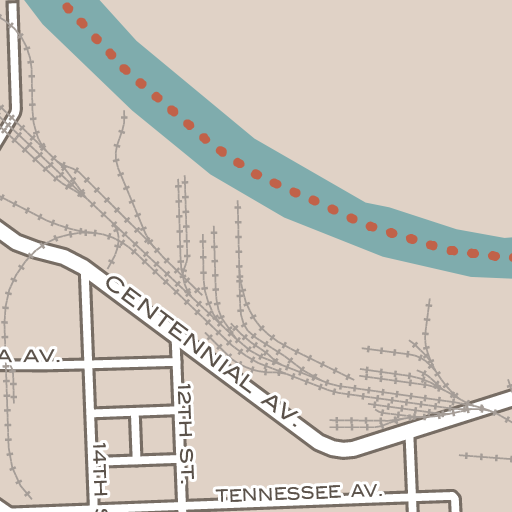 CENTENNIAL AV.
A AV.
12TH ST.
14TH S
TENNESSEE AV.